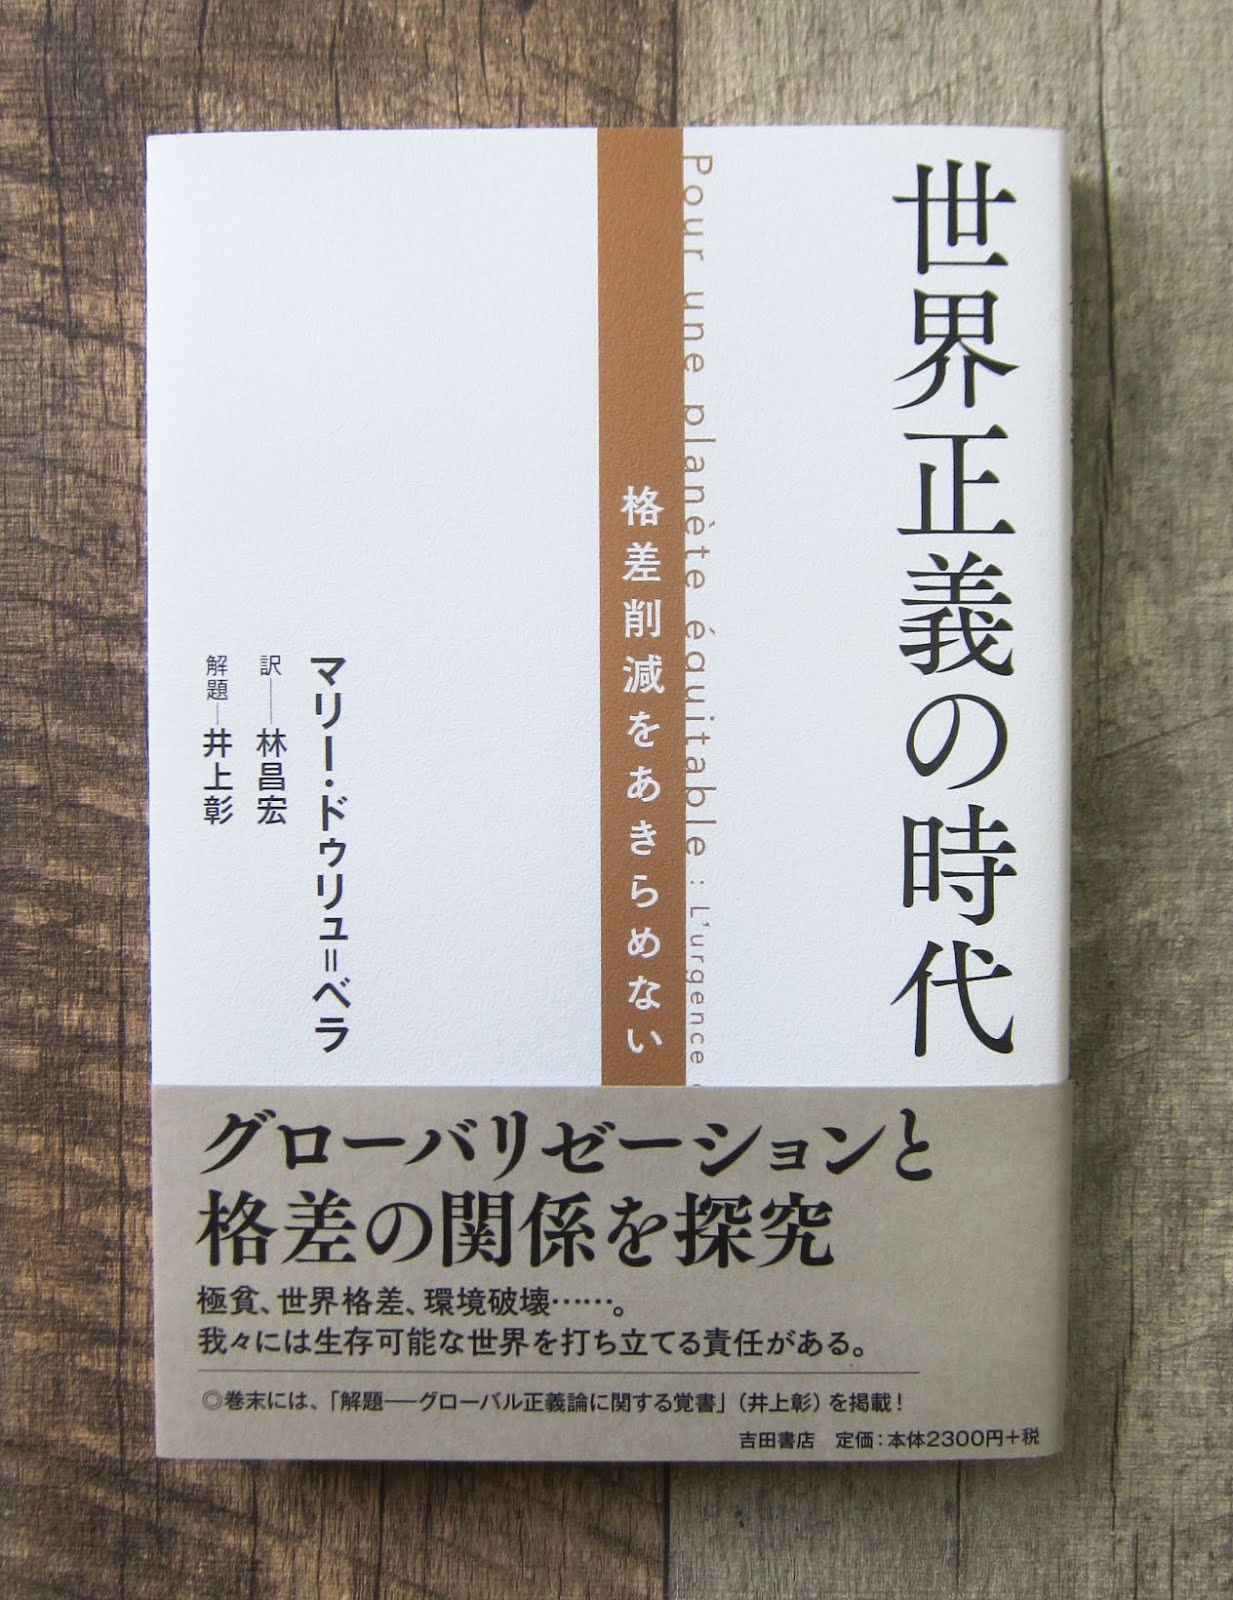 世界正義の時代
Pour une planète équitable : L'urgence
格差削減をあきらめない
マリー・ドゥリュ＝ベラ
訳――林昌宏
解題―井上彰
グローバリゼーションと
格差の関係を探究
極貧、世界格差、環境破壊……。
我々には生存可能な世界を打ち立てる責任がある。
◎巻末には、「解題――グローバル正義論に関する覚書」（井上彰）を掲載！
吉田書店　定価：本体2300円＋税